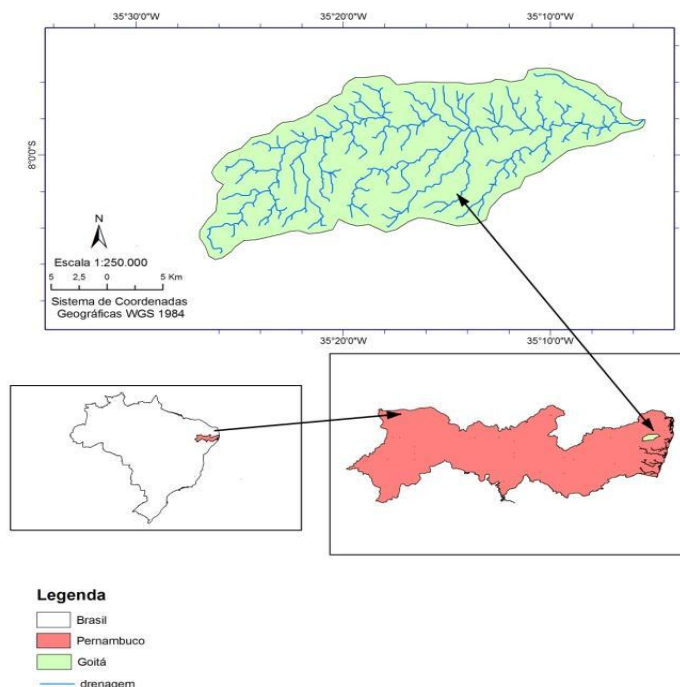 35°30'0"W 35°20'0"W 35°10'0"W
8°0'0"S
N
Escala 1:250.000
5 2,5 0 5 Km
Sistema de Coordenadas
Geográficas WGS 1984
35°20'0"W 35°10'0"W
Legenda
Brasil
Pernambuco
Goitá
drenagem